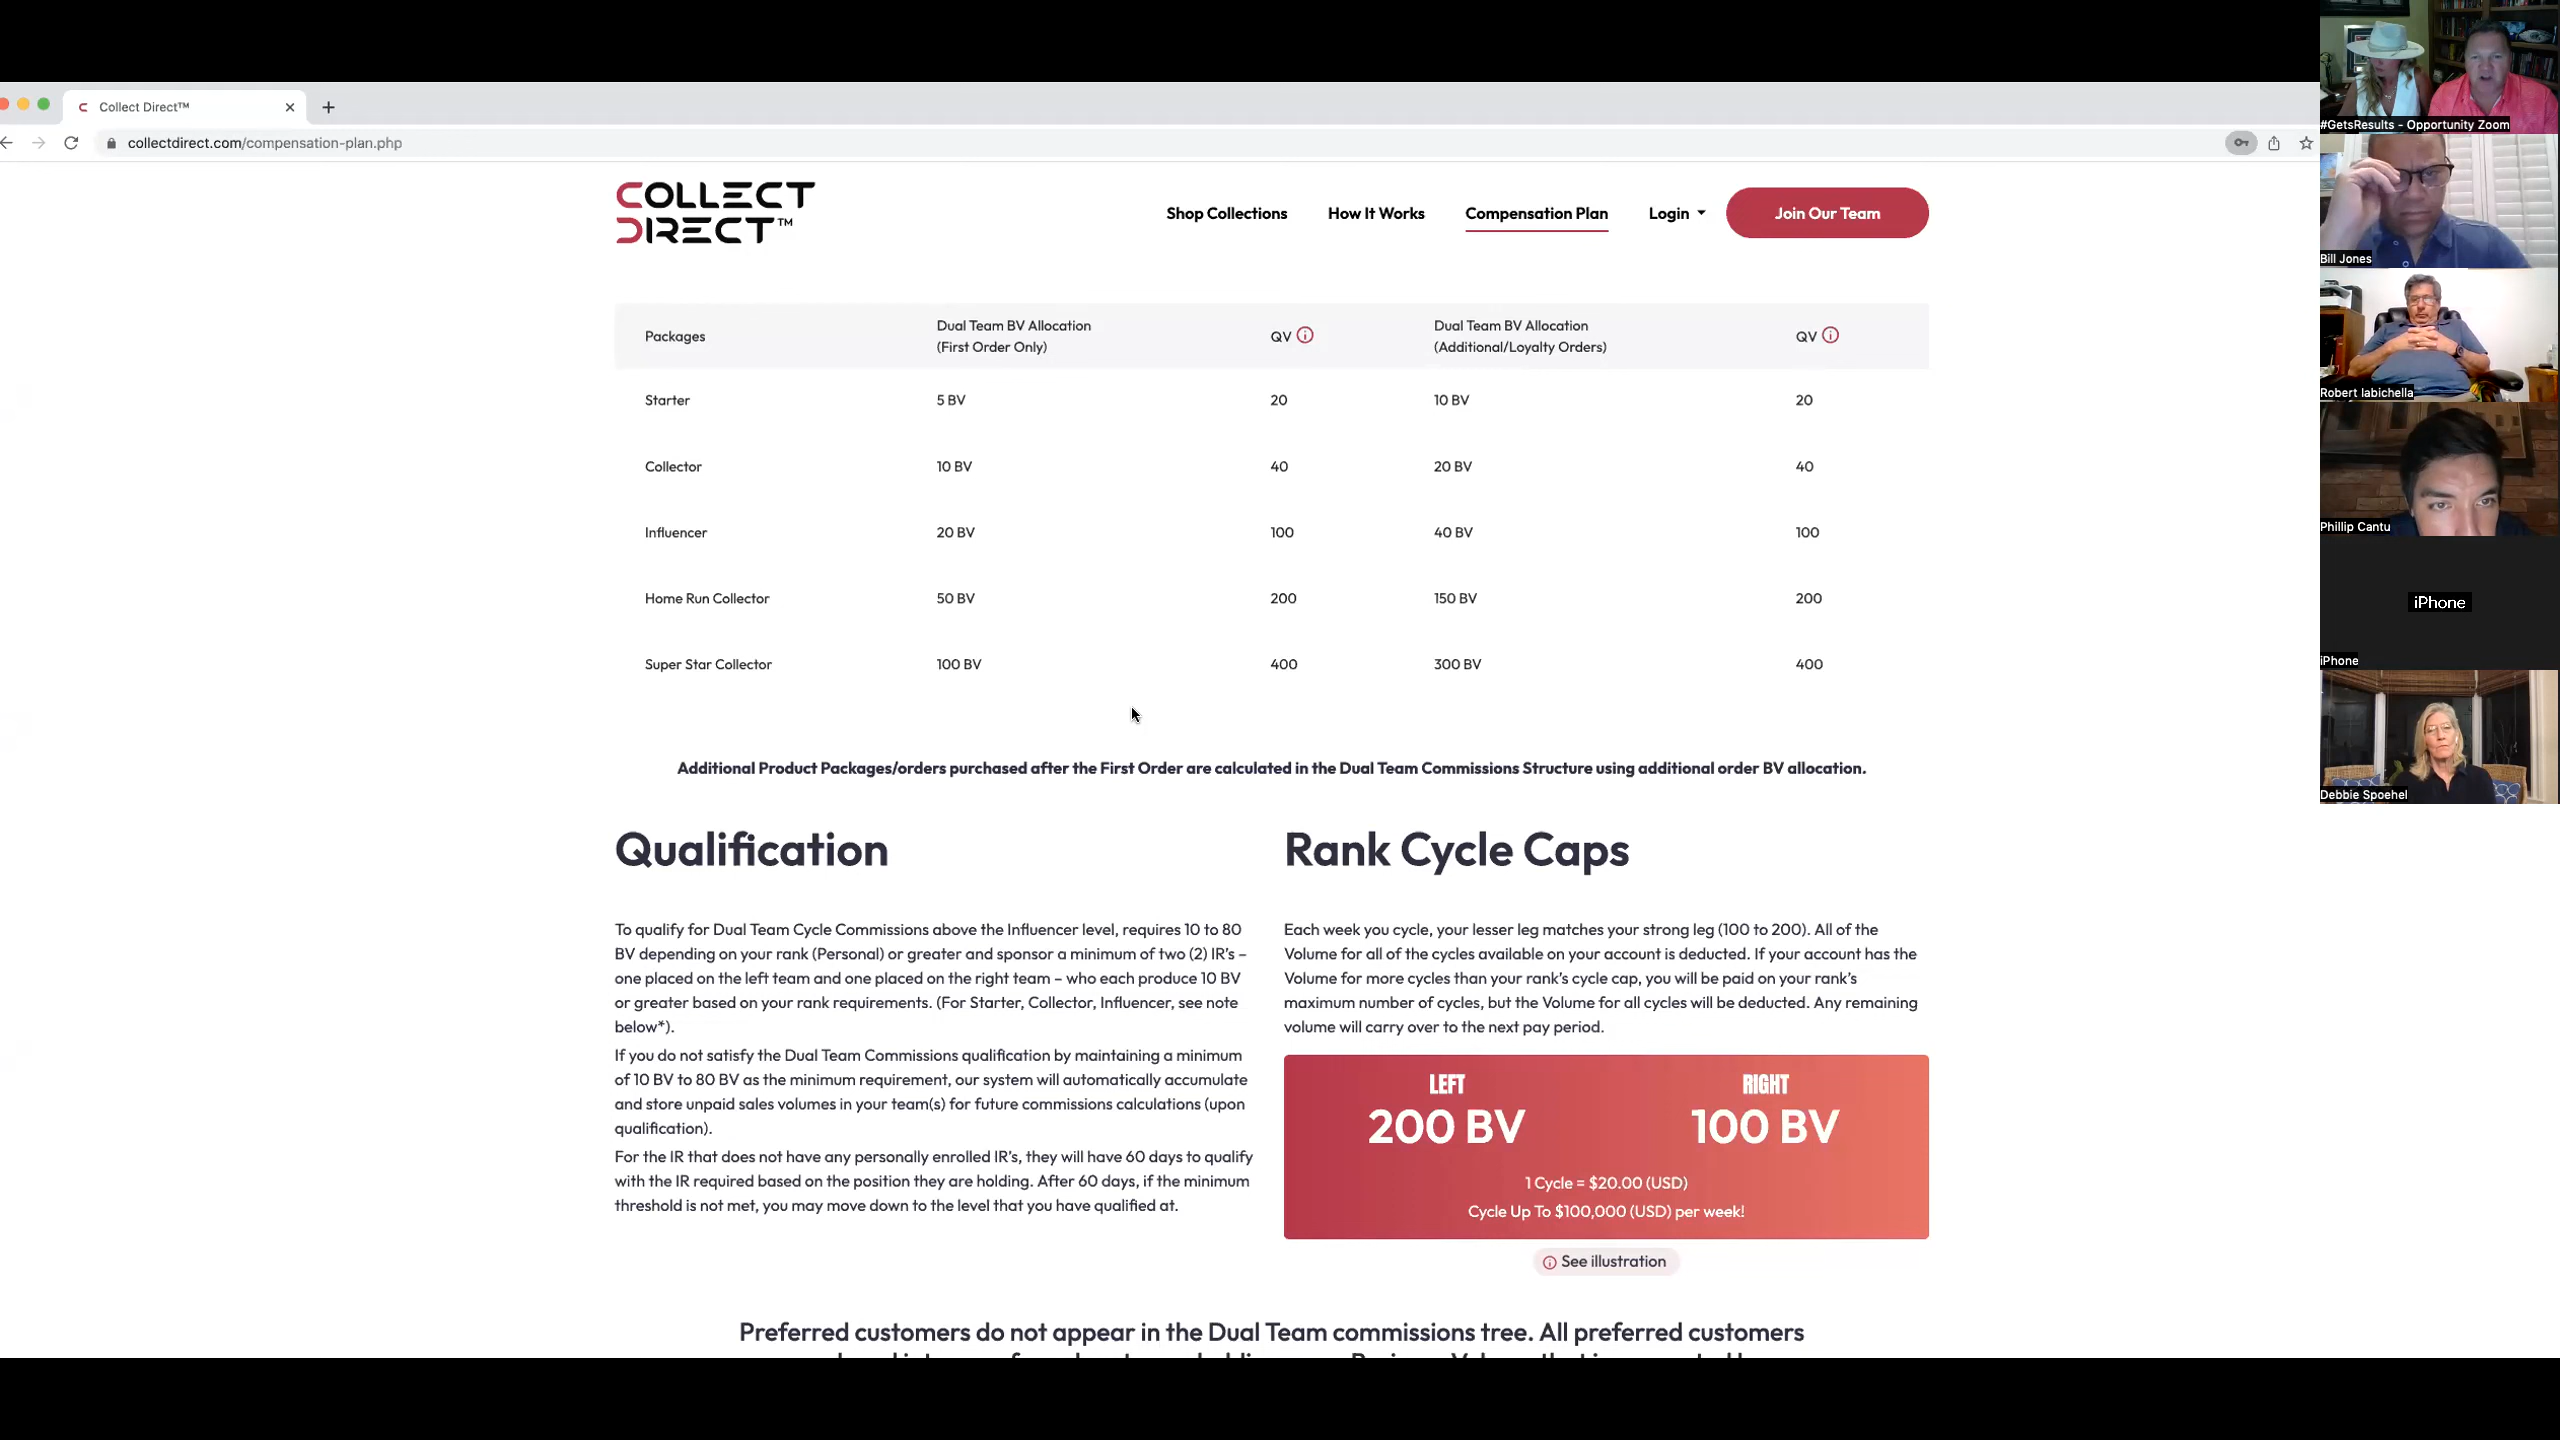 Collect Direct™
collectdirect.com/compensation-plan.php
COLLECT
DIRECT™
Shop Collections
How It Works
Compensation Plan
Login
Join Our Team
Packages
Dual Team BV Allocation
(First Order Only)
QV
Dual Team BV Allocation
(Additional/Loyalty Orders)
QV
Starter 5 BV 20 10 BV 20
Collector 10 BV 40 20 BV 40
Influencer 20 BV 100 40 BV 100
Home Run Collector 50 BV 200 150 BV 200
Super Star Collector 100 BV 400 300 BV 400
Additional Product Packages/orders purchased after the First Order are calculated in the Dual Team Commissions Structure using additional order BV allocation.
Qualification
To qualify for Dual Team Cycle Commissions above the Influencer level, requires 10 to 80
BV depending on your rank (Personal) or greater and sponsor a minimum of two (2) IR's –
one placed on the left team and one placed on the right team – who each produce 10 BV
or greater based on your rank requirements. (For Starter, Collector, Influencer, see note
below*).
If you do not satisfy the Dual Team Commissions qualification by maintaining a minimum
of 10 BV to 80 BV as the minimum requirement, our system will automatically accumulate
and store unpaid sales volumes in your team(s) for future commissions calculations (upon
qualification).
For the IR that does not have any personally enrolled IR's, they will have 60 days to qualify
with the IR required based on the position they are holding. After 60 days, if the minimum
threshold is not met, you may move down to the level that you have qualified at.
Rank Cycle Caps
Each week you cycle, your lesser leg matches your strong leg (100 to 200). All of the
Volume for all of the cycles available on your account is deducted. If your account has the
Volume for more cycles than your rank's cycle cap, you will be paid on your rank's
maximum number of cycles, but the Volume for all cycles will be deducted. Any remaining
volume will carry over to the next pay period.
LEFT
200 BV
RIGHT
100 BV
1 Cycle = $20.00 (USD)
Cycle Up To $100,000 (USD) per week!
See illustration
Preferred customers do not appear in the Dual Team commissions tree. All preferred customers
#GetsResults - Opportunity Zoom
Bill Jones
Robert Iabichella
Phillip Cantu
iPhone
iPhone
Debbie Spoehel